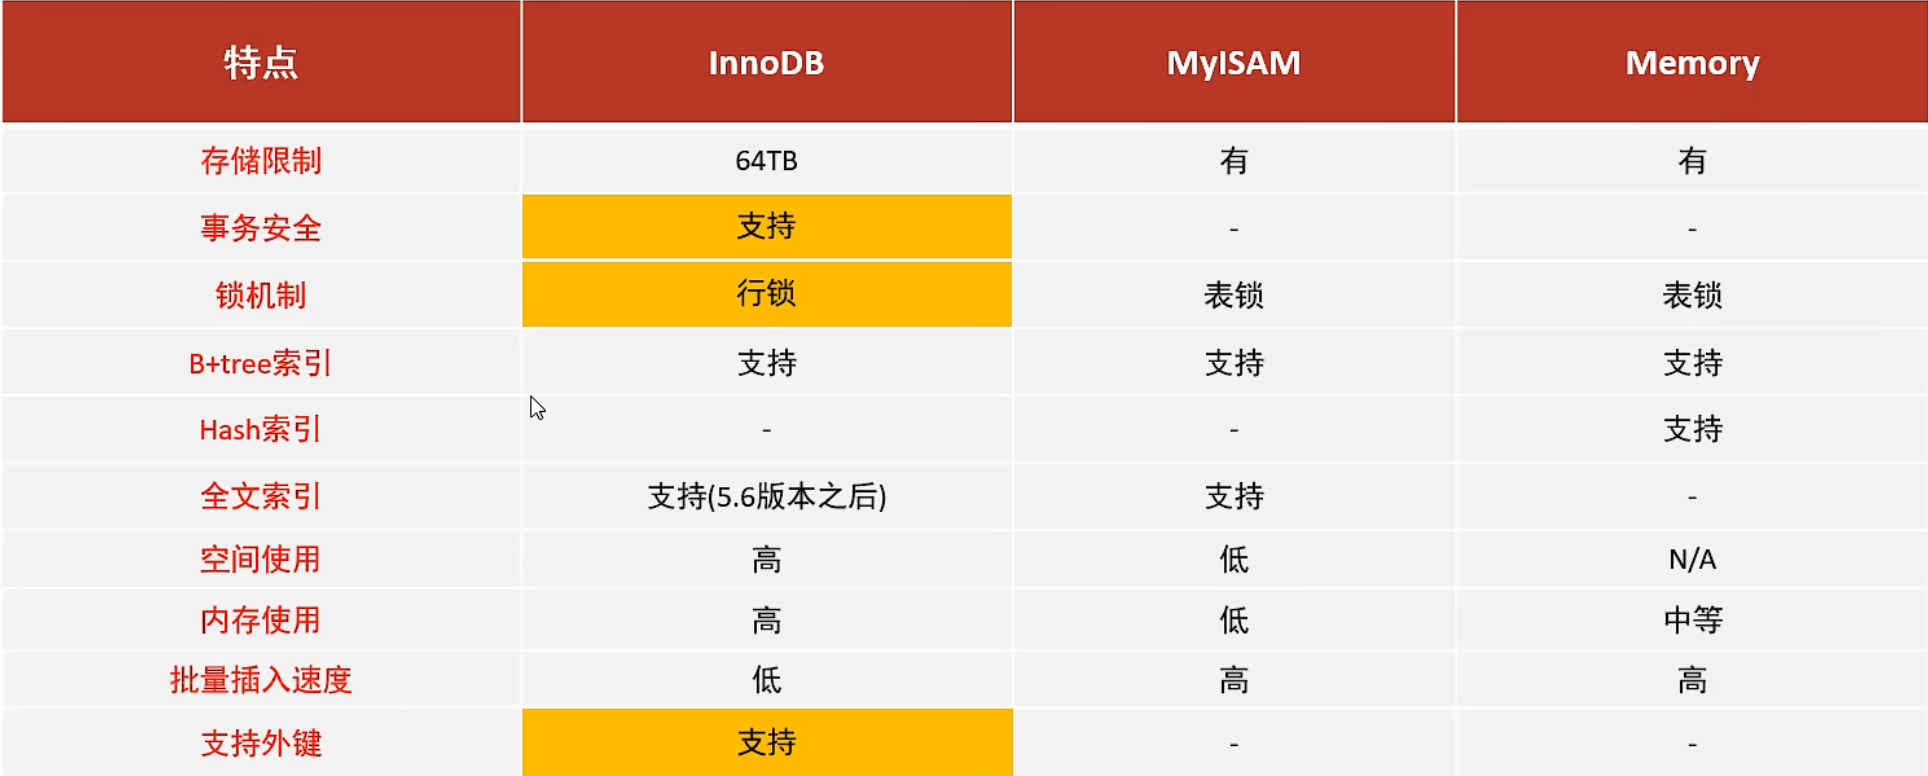 特点 InnoDB MyISAM Memory
存储限制 64TB 有 有
事务安全 支持 - -
锁机制 行锁 表锁 表锁
B+tree索引 支持 支持 支持
Hash索引 - - 支持
全文索引 支持(5.6版本之后) 支持 -
空间使用 高 低 N/A
内存使用 高 低 中等
批量插入速度 低 高 高
支持外键 支持 - -